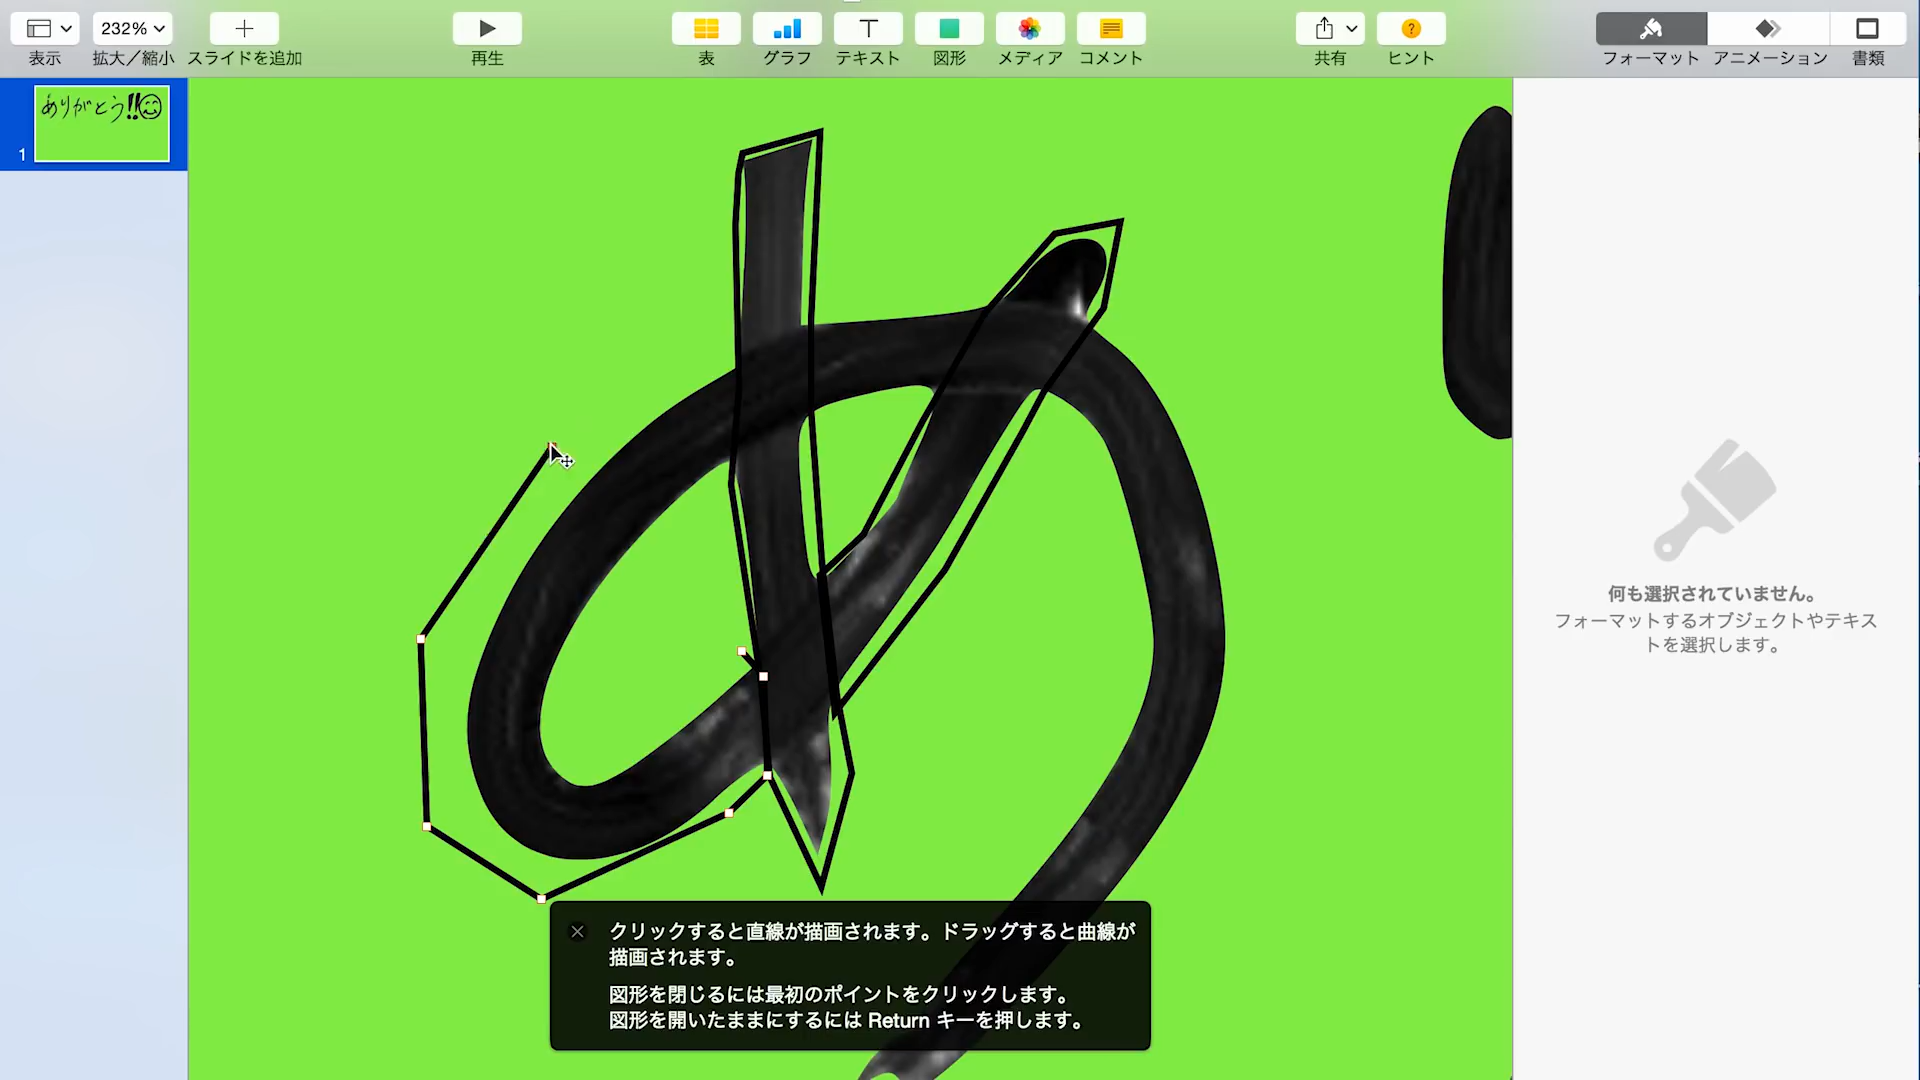 232%
表示
拡大／縮小
スライドを追加
再生
表
グラフ
テキスト
図形
メディア
コメント
共有
ヒント
フォーマット
アニメーション
書類
ありがとう!!
1
何も選択されていません。
フォーマットするオブジェクトやテキス
トを選択します。
クリックすると直線が描画されます。ドラッグすると曲線が
描画されます。
図形を閉じるには最初のポイントをクリックします。
図形を開いたままにするには Return キーを押します。